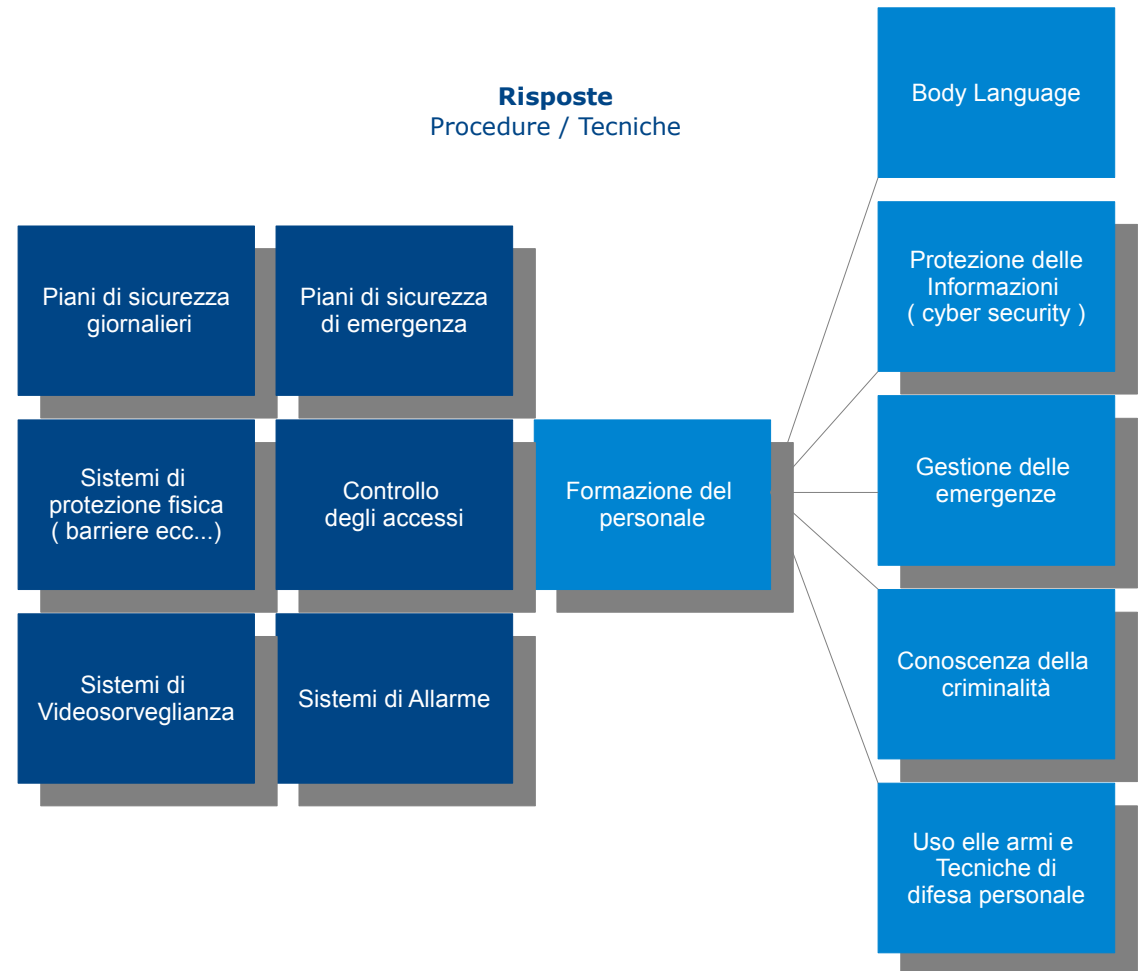 Risposte
Procedure / Tecniche
Piani di sicurezza
giornalieri
Piani di sicurezza
di emergenza
Sistemi di
protezione fisica
( barriere ecc...)
Controllo
degli accessi
Formazione del
personale
Sistemi di
Videosorveglianza
Sistemi di Allarme
Body Language
Protezione delle
Informazioni
( cyber security )
Gestione delle
emergenze
Conoscenza della
criminalità
Uso elle armi e
Tecniche di
difesa personale